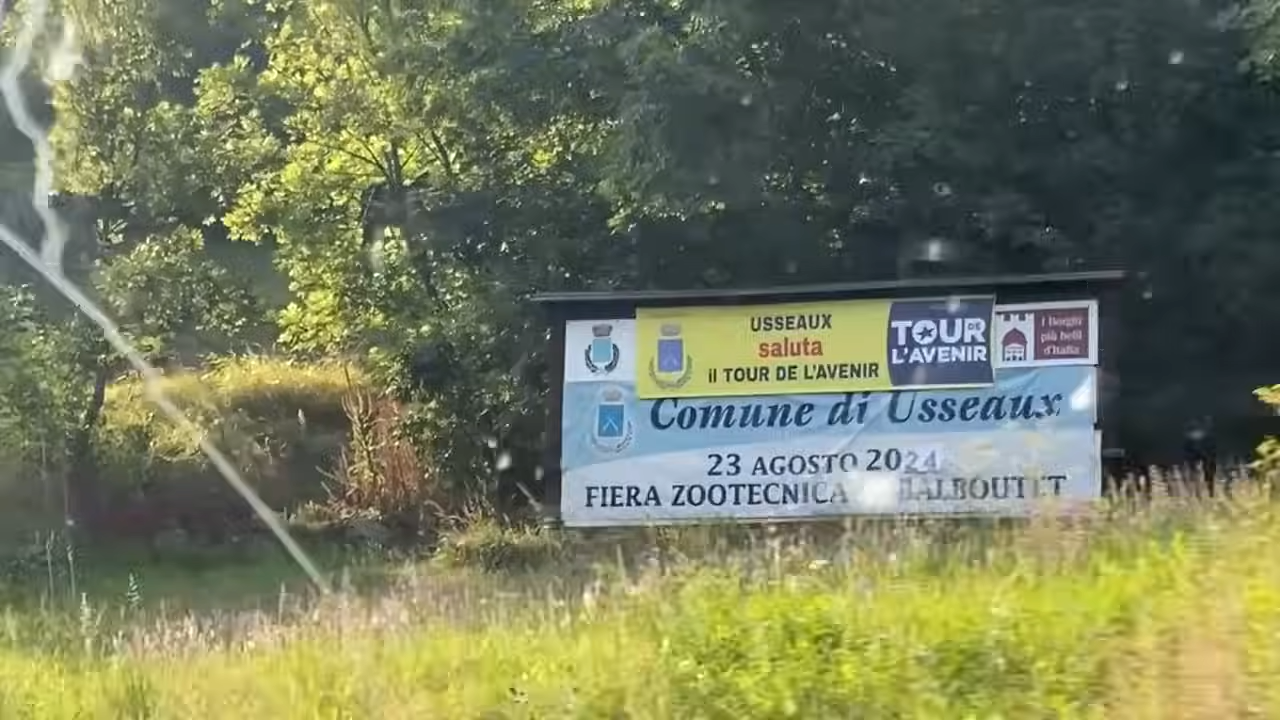 USSEAUX
saluta
il TOUR DE L'AVENIR
TOUR DE
L'AVENIR
I Borghi
più belli
d'Italia
Comune di Usseaux
23 AGOSTO 2024
FIERA ZOOTECNICA